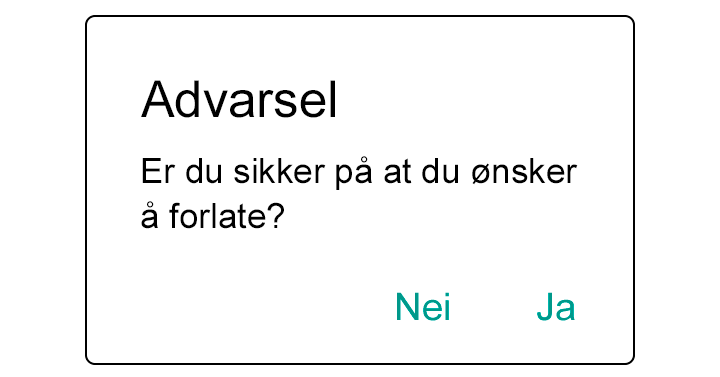 Advarsel
Er du sikker på at du ønsker
å forlate?
Nei Ja